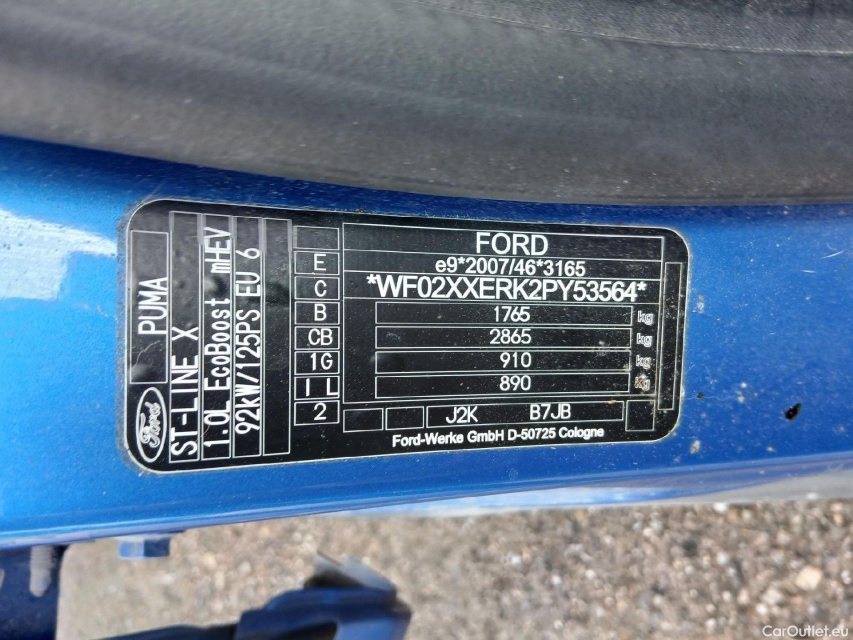 PUMA
Ford
ST-LINE X
1.0L EcoBoost mHEV
92kW/125PS EU 6
E
C
B
CB
1G
I L
2
FORD
e9*2007/46*3165
*WF02XXERK2PY53564*
1765 kg
2865 kg
910 kg
890 kg
J2K B7JB
Ford-Werke GmbH D-50725 Cologne
CarOutlet.eu